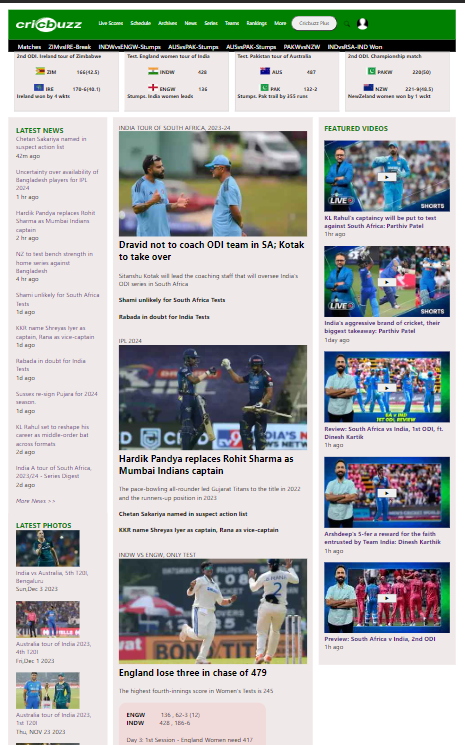 cricbuzz
Live Scores Schedule Archives News Series Teams Rankings More Cricbuzz Plus
Matches ZIMvsIRE-Break INDWvsENGW-Stumps AUSvsPAK-Stumps AUSvsPAK-Stumps PAKWvsNZW INDvsRSA-IND Won
2nd ODI. Ireland tour of Zimbabwe
ZIM 166(42.5)
IRE 170-6(40.1)
Ireland won by 4 wkts
Test. England women tour of India
INDW 428
ENGW 136
Stumps. India women leads
Test. Pakistan tour of Australia
AUS 487
PAK 132-2
Stumps: Pak trail by 355 runs
2nd ODI. Championship match
PAKW 220(50)
NZW 221-9(48.5)
NewZeland women won by 1 wckt
LATEST NEWS
Chetan Sakariya named in
suspect action list
42m ago
Uncertainty over availability of
Bangladesh players for IPL
2024
1 hr ago
Hardik Pandya replaces Rohit
Sharma as Mumbai Indians
captain
2 hr ago
NZ to test bench strength in
home series against
Bangladesh
4 hr ago
Shami unlikely for South Africa
Tests
1d ago
KKR name Shreyas Iyer as
captain, Rana as vice-captain
1d ago
Rabada in doubt for India
Tests
1d ago
Sussex re-sign Pujara for 2024
season.
1d ago
KL Rahul set to reshape his
career as middle-order bat
across formats
2d ago
India A tour of South Africa,
2023/24 - Series Digest
2d ago
More News >>
LATEST PHOTOS
India vs Australia, 5th T20I,
Bengaluru
Sun,Dec 3 2023
Australia tour of India 2023,
4th T20I
Fri,Dec 1 2023
Australia tour of India 2023,
1st T20I
Thu, NOV 23 2023
INDIA TOUR OF SOUTH AFRICA, 2023-24
Dravid not to coach ODI team in SA; Kotak
to take over
Sitanshu Kotak will lead the coaching staff that will oversee India's
ODI series in South Africa
Shami unlikely for South Africa Tests
Rabada in doubt for India Tests
IPL 2024
Hardik Pandya replaces Rohit Sharma as
Mumbai Indians captain
The pace-bowling all-rounder led Gujarat Titans to the title in 2022
and the runners-up position in 2023
Chetan Sakariya named in suspect action list
KKR name Shreyas Iyer as captain, Rana as vice-captain
INDW VS ENGW, ONLY TEST
England lose three in chase of 479
The highest fourth-innings score in Women's Tests is 245
ENGW 136 , 62-3 (12)
INDW 428 , 186-6
Day 3: 1st Session - England Women need 417
FEATURED VIDEOS
LIVE
SHORTS
KL Rahul's captaincy will be put to test
against South Africa: Parthiv Patel
1hr ago
LIVE
SHORTS
India's aggressive brand of cricket, their
biggest takeaway: Parthiv Patel
1day ago
SA v IND
1st ODI REVIEW
Review: South Africa vs India, 1st ODI, ft.
Dinesh Kartik
1h ago
Arshdeep's 5-fer a reward for the faith
entrusted by Team India: Dinesh Karthik
1h ago
Preview: South Africa v India, 2nd ODI
1h ago